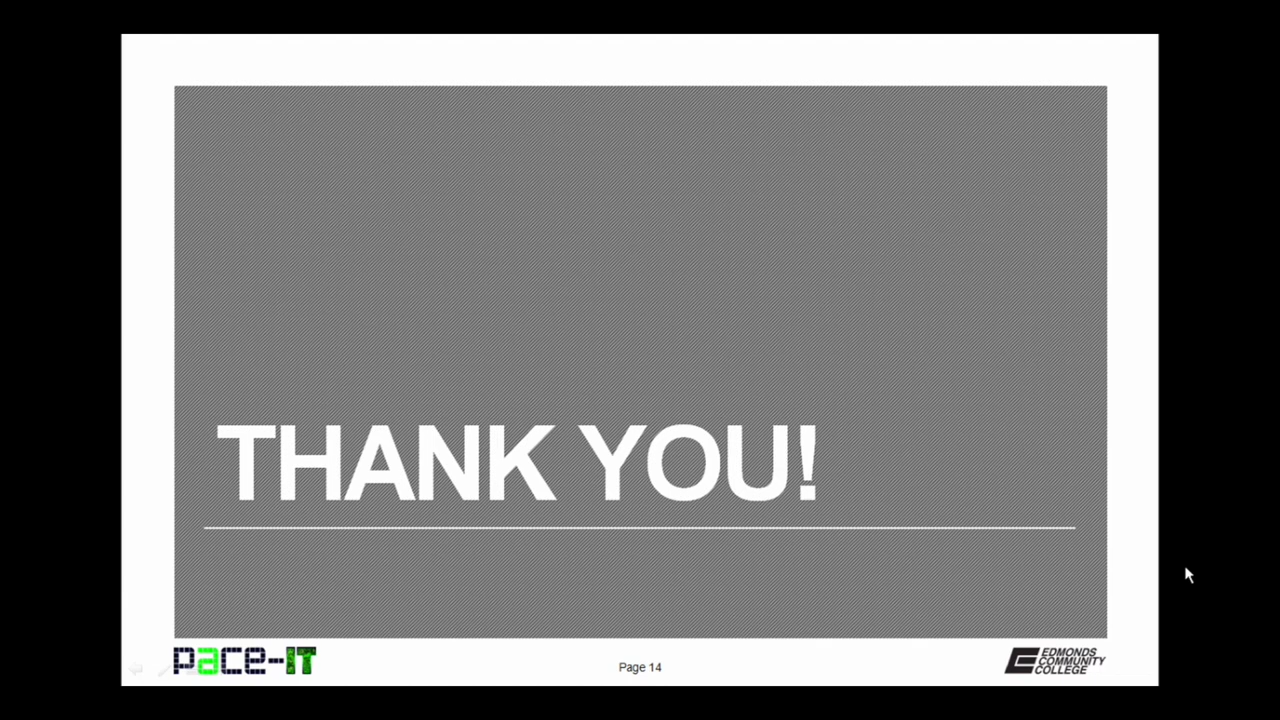 THANK YOU!
pace-IT
Page 14
EDMONDS
COMMUNITY
COLLEGE